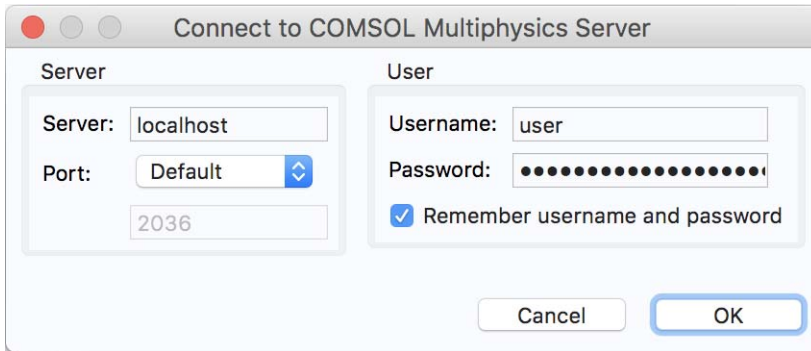 Connect to COMSOL Multiphysics Server
Server
Server: localhost
Port: Default
2036
User
Username: user
Password: ●●●●●●●●●●●●●●●●●●●
Remember username and password
Cancel
OK